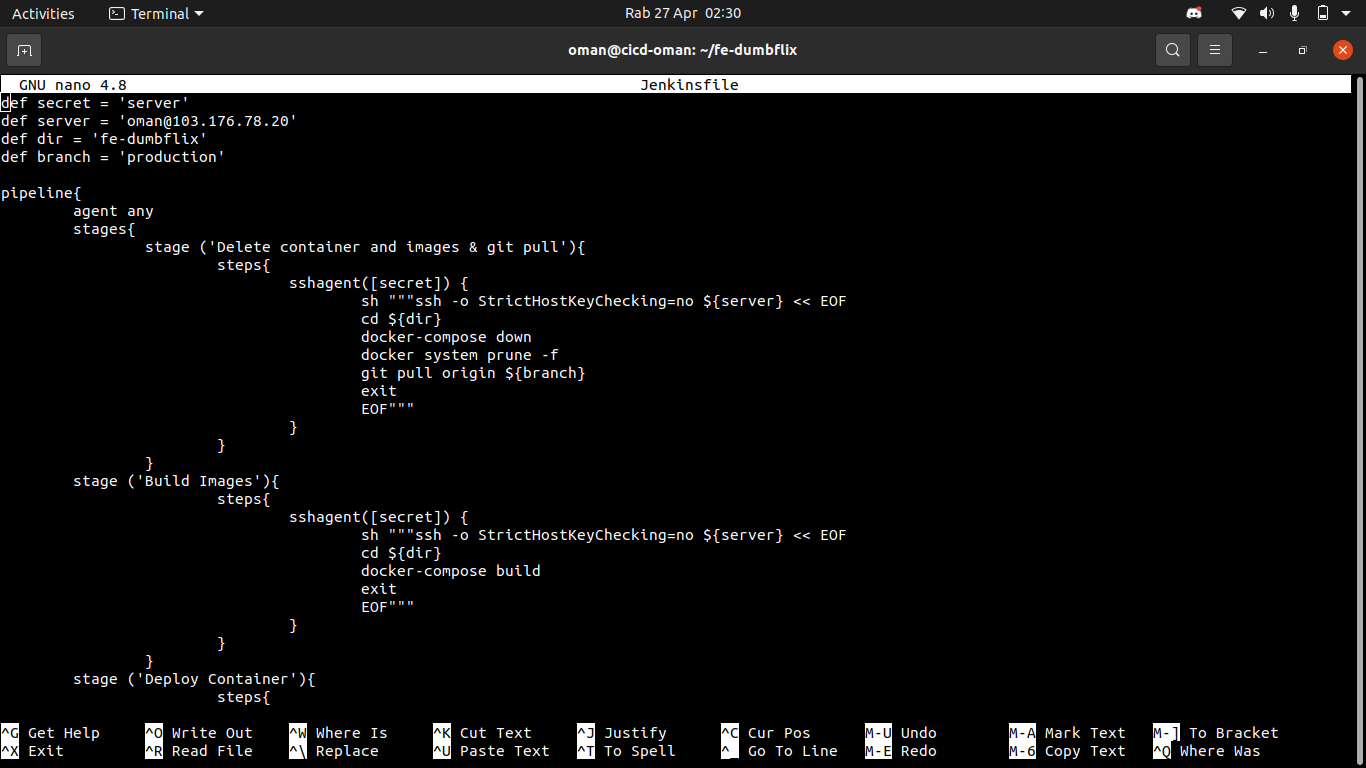 Activities Terminal Rab 27 Apr 02:30
oman@cicd-oman: ~/fe-dumbflix
GNU nano 4.8 Jenkinsfile
def secret = 'server'
def server = 'oman@103.176.78.20'
def dir = 'fe-dumbflix'
def branch = 'production'
pipeline{
        agent any
        stages{
                stage ('Delete container and images & git pull'){
                        steps{
                                sshagent([secret]) {
                                        sh """ssh -o StrictHostKeyChecking=no ${server} << EOF
                                        cd ${dir}
                                        docker-compose down
                                        docker system prune -f
                                        git pull origin ${branch}
                                        exit
                                        EOF"""
                                }
                        }
                }
        stage ('Build Images'){
                        steps{
                                sshagent([secret]) {
                                        sh """ssh -o StrictHostKeyChecking=no ${server} << EOF
                                        cd ${dir}
                                        docker-compose build
                                        exit
                                        EOF"""
                                }
                        }
                }
        stage ('Deploy Container'){
                        steps{
^G Get Help ^O Write Out ^W Where Is ^K Cut Text ^J Justify ^C Cur Pos M-U Undo M-A Mark Text M-] To Bracket
^X Exit ^R Read File ^\ Replace ^U Paste Text ^T To Spell ^_ Go To Line M-E Redo M-6 Copy Text ^Q Where Was